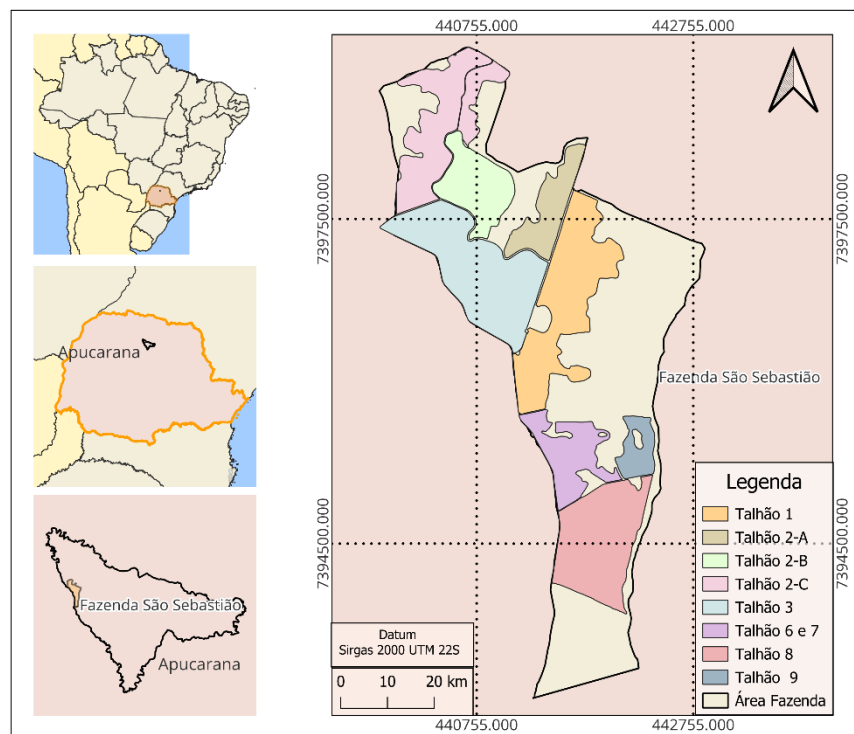 440755.000
442755.000
7397500.000
7397500.000
Apucarana
Fazenda São Sebastião
Legenda
Talhão 1
Talhão 2-A
Talhão 2-B
Talhão 2-C
Talhão 3
Talhão 6 e 7
Talhão 8
Talhão 9
Área Fazenda
7394500.000
7394500.000
Fazenda São Sebastião
Apucarana
Datum
Sirgas 2000 UTM 22S
0 10 20 km
440755.000
442755.000